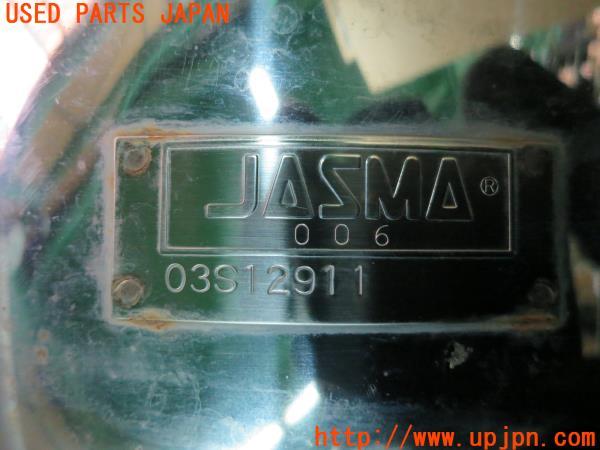 USED PARTS JAPAN
JASMA®
006
03S12911
http://www.upjpn.com/